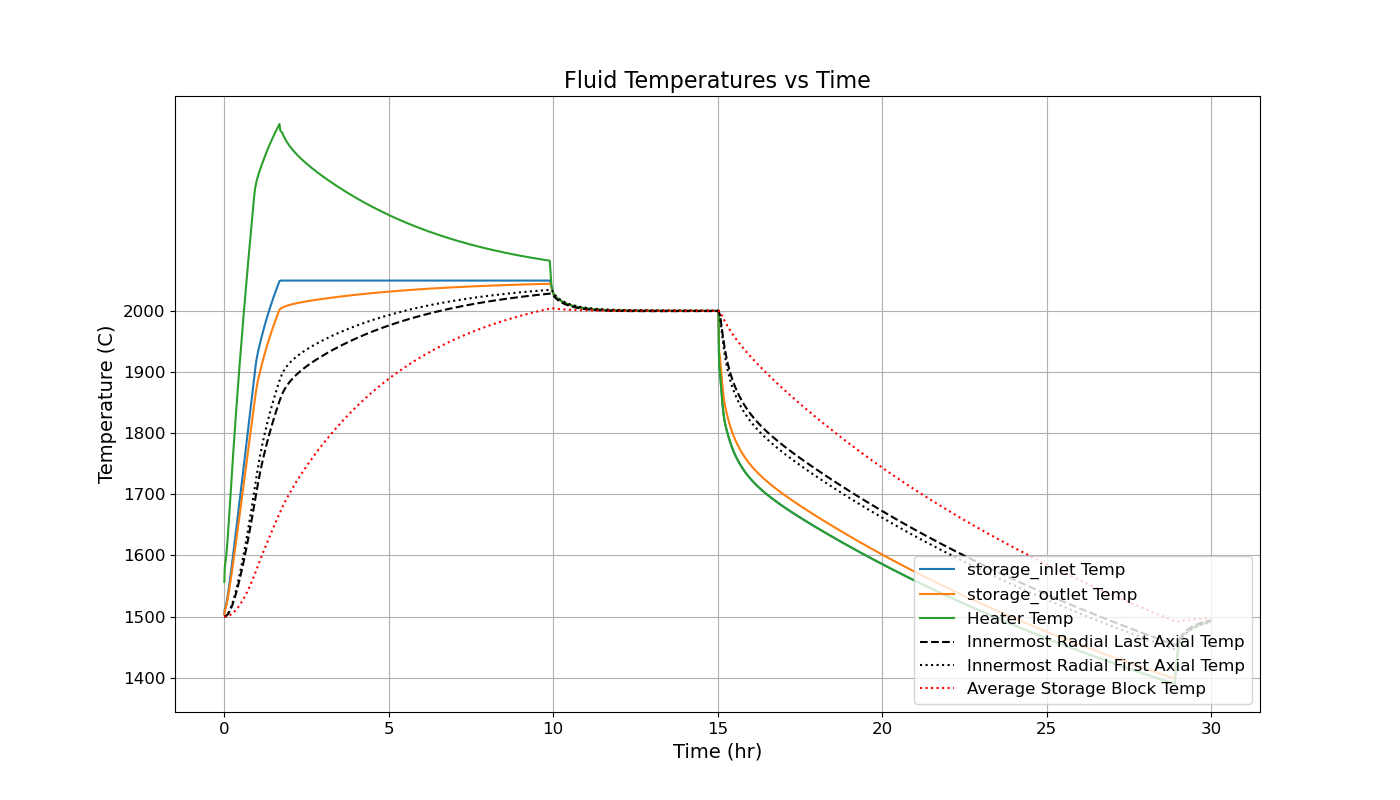 Fluid Temperatures vs Time
Temperature (C)
2000
1900
1800
1700
1600
1500
1400
storage_inlet Temp
storage_outlet Temp
Heater Temp
Innermost Radial Last Axial Temp
Innermost Radial First Axial Temp
Average Storage Block Temp
0 5 10 15 20 25 30
Time (hr)